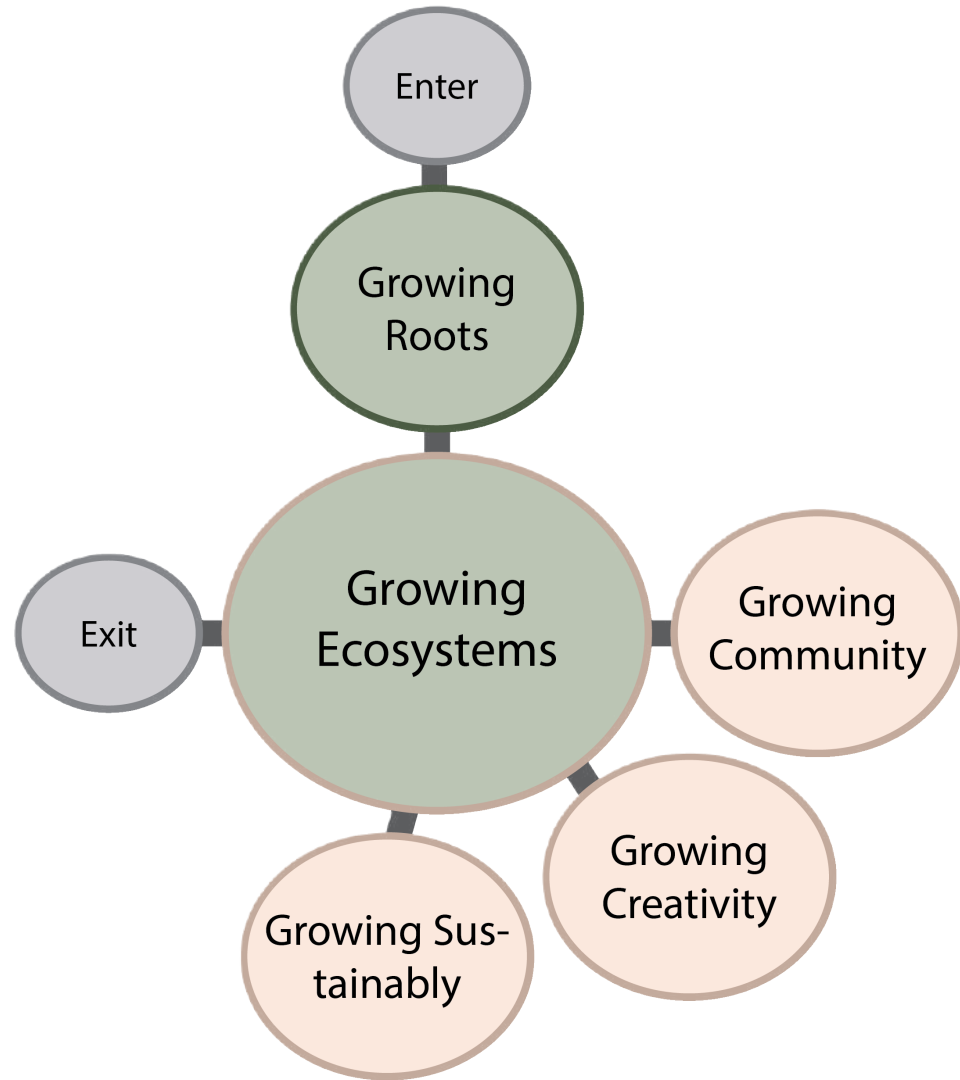 Enter
Growing
Roots
Growing
Ecosystems
Exit
Growing
Community
Growing
Creativity
Growing Sus-
tainably